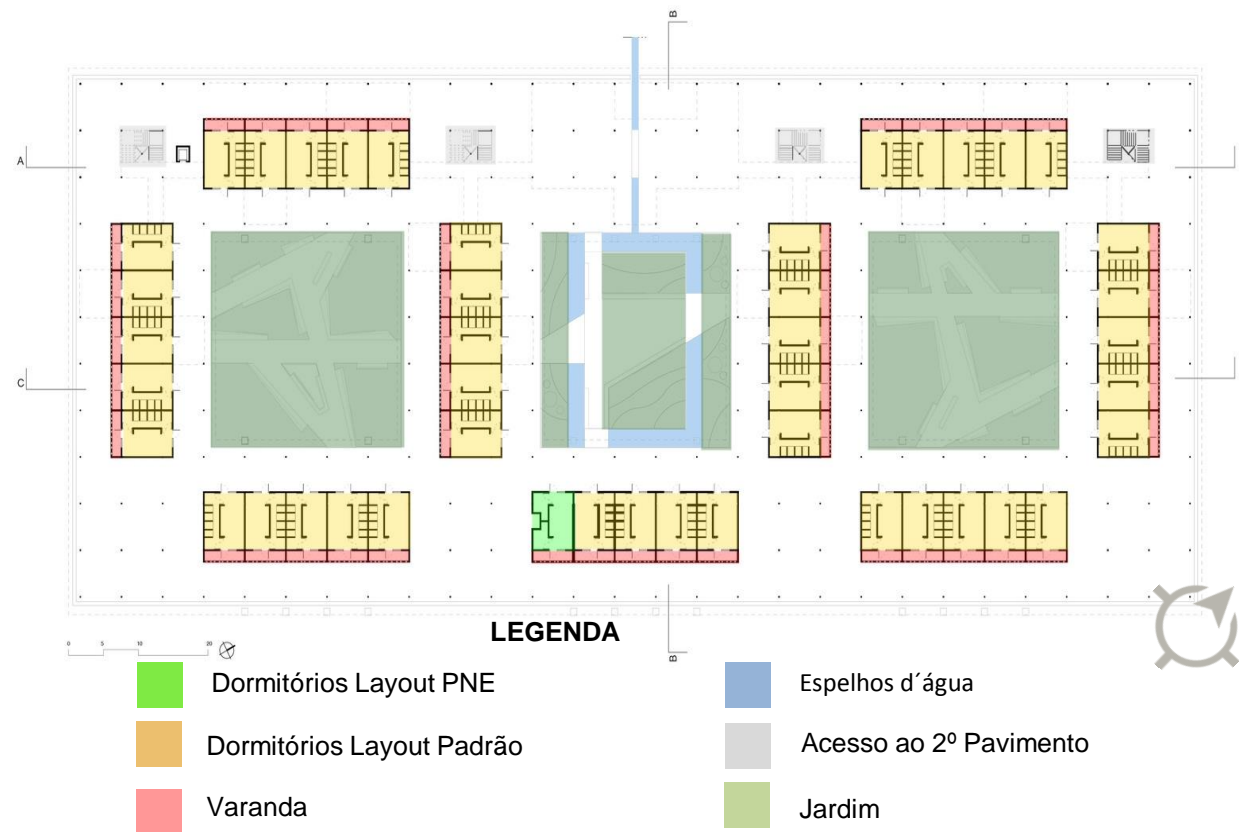 B
A
C
LEGENDA
0 5 10 20
B
Dormitórios Layout PNE
Espelhos d´água
Dormitórios Layout Padrão
Acesso ao 2º Pavimento
Varanda
Jardim